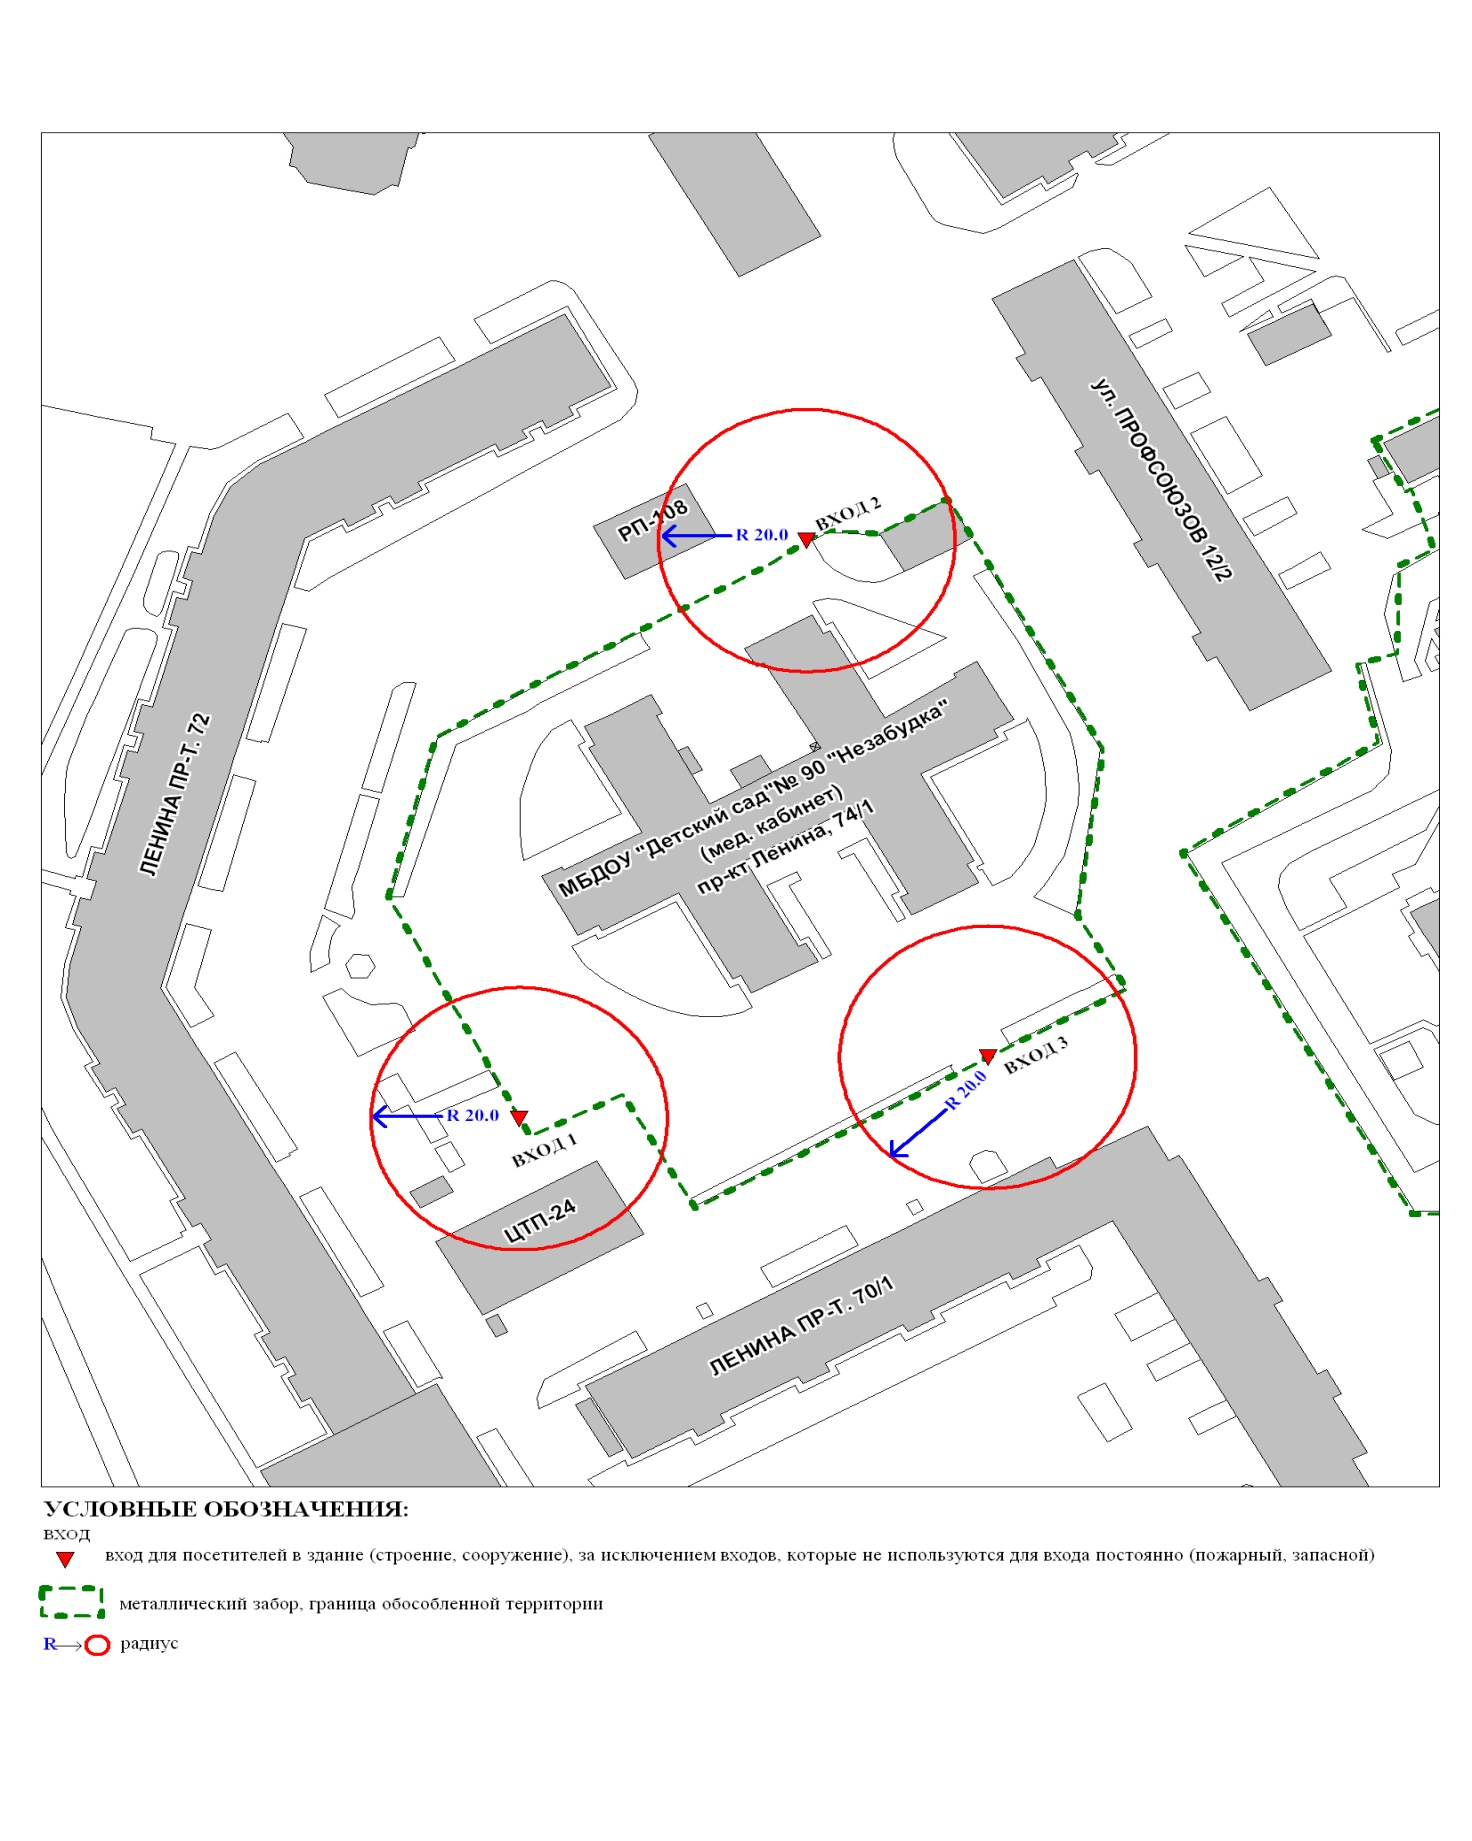 РП-108
R 20.0
ВХОД 2
ул. ПРОФСОЮЗОВ 12/2
ЛЕНИНА ПР-Т. 72
МБДОУ "Детский сад"№ 90 "Незабудка"
(мед. кабинет)
пр-кт Ленина, 74/1
R 20.0
ВХОД 1
R 20.0
ВХОД 3
ЦТП-24
ЛЕНИНА ПР-Т. 70/1
УСЛОВНЫЕ ОБОЗНАЧЕНИЯ:
ВХОД
вход для посетителей в здание (строение, сооружение), за исключением входов, которые не используются для входа постоянно (пожарный, запасной)
металлический забор, граница обособленной территории
R радиус